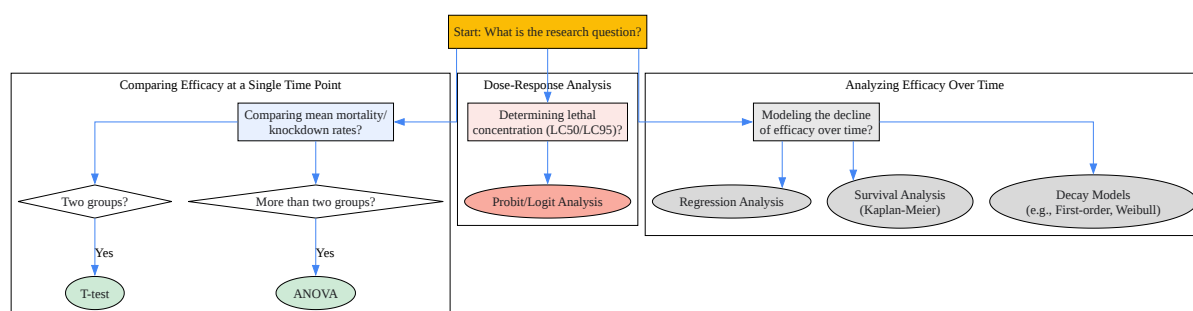 Start: What is the research question?
Comparing Efficacy at a Single Time Point
Comparing mean mortality/
knockdown rates?
Two groups?
More than two groups?
Yes
Yes
T-test
ANOVA
Dose-Response Analysis
Determining lethal
concentration (LC50/LC95)?
Probit/Logit Analysis
Analyzing Efficacy Over Time
Modeling the decline
of efficacy over time?
Regression Analysis
Survival Analysis
(Kaplan-Meier)
Decay Models
(e.g., First-order, Weibull)